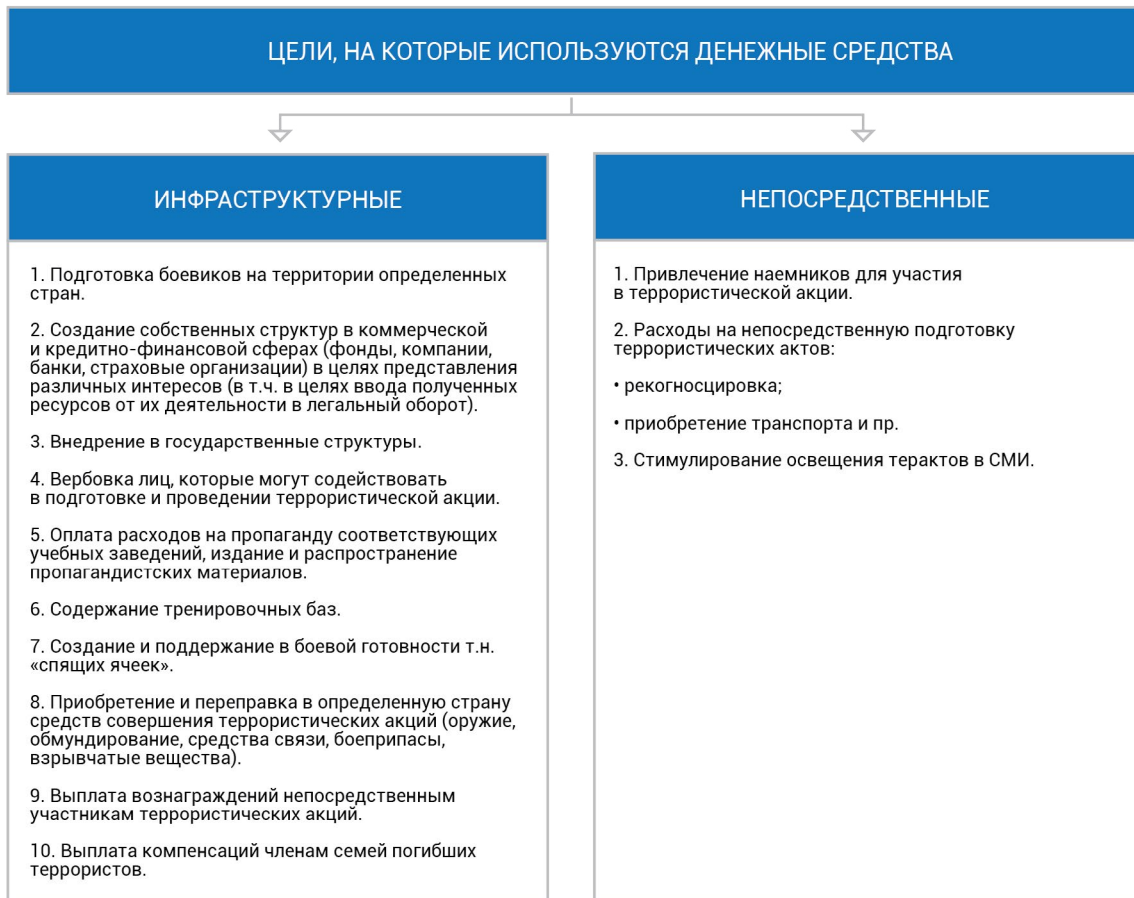 ЦЕЛИ, НА КОТОРЫЕ ИСПОЛЬЗУЮТСЯ ДЕНЕЖНЫЕ СРЕДСТВА
ИНФРАСТРУКТУРНЫЕ
1. Подготовка боевиков на территории определенных
стран.
2. Создание собственных структур в коммерческой
и кредитно-финансовой сферах (фонды, компании,
банки, страховые организации) в целях представления
различных интересов (в т.ч. в целях ввода полученных
ресурсов от их деятельности в легальный оборот).
3. Внедрение в государственные структуры.
4. Вербовка лиц, которые могут содействовать
в подготовке и проведении террористической акции.
5. Оплата расходов на пропаганду соответствующих
учебных заведений, издание и распространение
пропагандистских материалов.
6. Содержание тренировочных баз.
7. Создание и поддержание в боевой готовности т.н.
«спящих ячеек».
8. Приобретение и переправка в определенную страну
средств совершения террористических акций (оружие,
обмундирование, средства связи, боеприпасы,
взрывчатые вещества).
9. Выплата вознаграждений непосредственным
участникам террористических акций.
10. Выплата компенсаций членам семей погибших
террористов.
НЕПОСРЕДСТВЕННЫЕ
1. Привлечение наемников для участия
в террористической акции.
2. Расходы на непосредственную подготовку
террористических актов:
• рекогносцировка;
• приобретение транспорта и пр.
3. Стимулирование освещения терактов в СМИ.